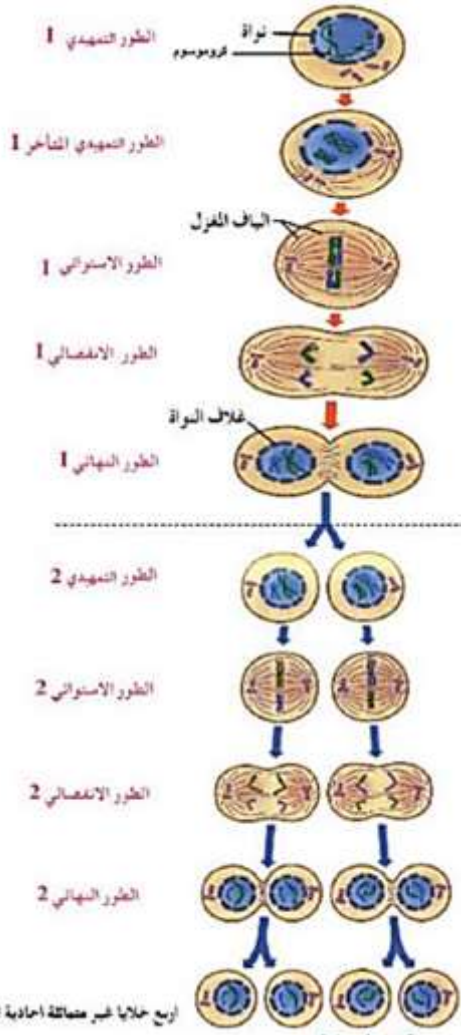 الطور التمهيدي 1
نواة
كروموسوم
الطور التمهيدي المتأخر 1
الياف المغزل
الطور الاستوائي 1
الطور الانفصالي 1
غلاف النواة
الطور النهائي 1
الطور التمهيدي 2
الطور الاستوائي 2
الطور الانفصالي 2
الطور النهائي 2
اربع خلايا غير متماثلة احادية